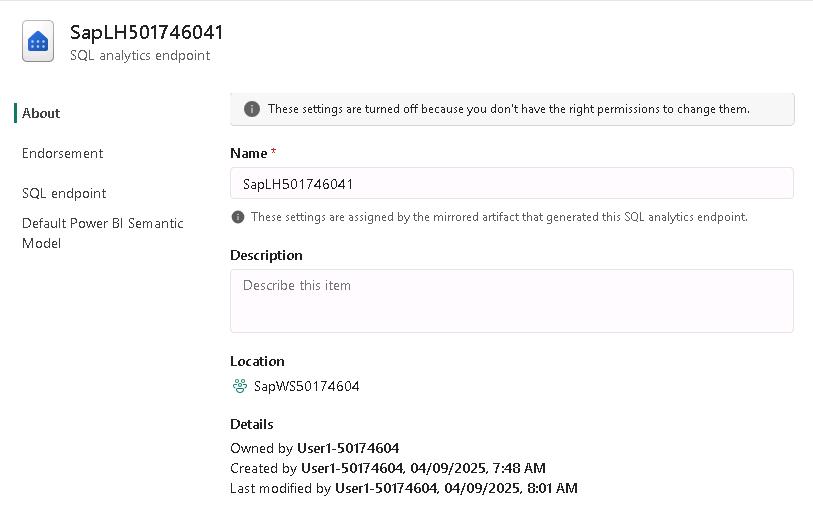 SapLH501746041
SQL analytics endpoint
About
Endorsement
SQL endpoint
Default Power BI Semantic
Model
These settings are turned off because you don't have the right permissions to change them.
Name *
SapLH501746041
These settings are assigned by the mirrored artifact that generated this SQL analytics endpoint.
Description
Describe this item
Location
SapWS50174604
Details
Owned by User1-50174604
Created by User1-50174604, 04/09/2025, 7:48 AM
Last modified by User1-50174604, 04/09/2025, 8:01 AM